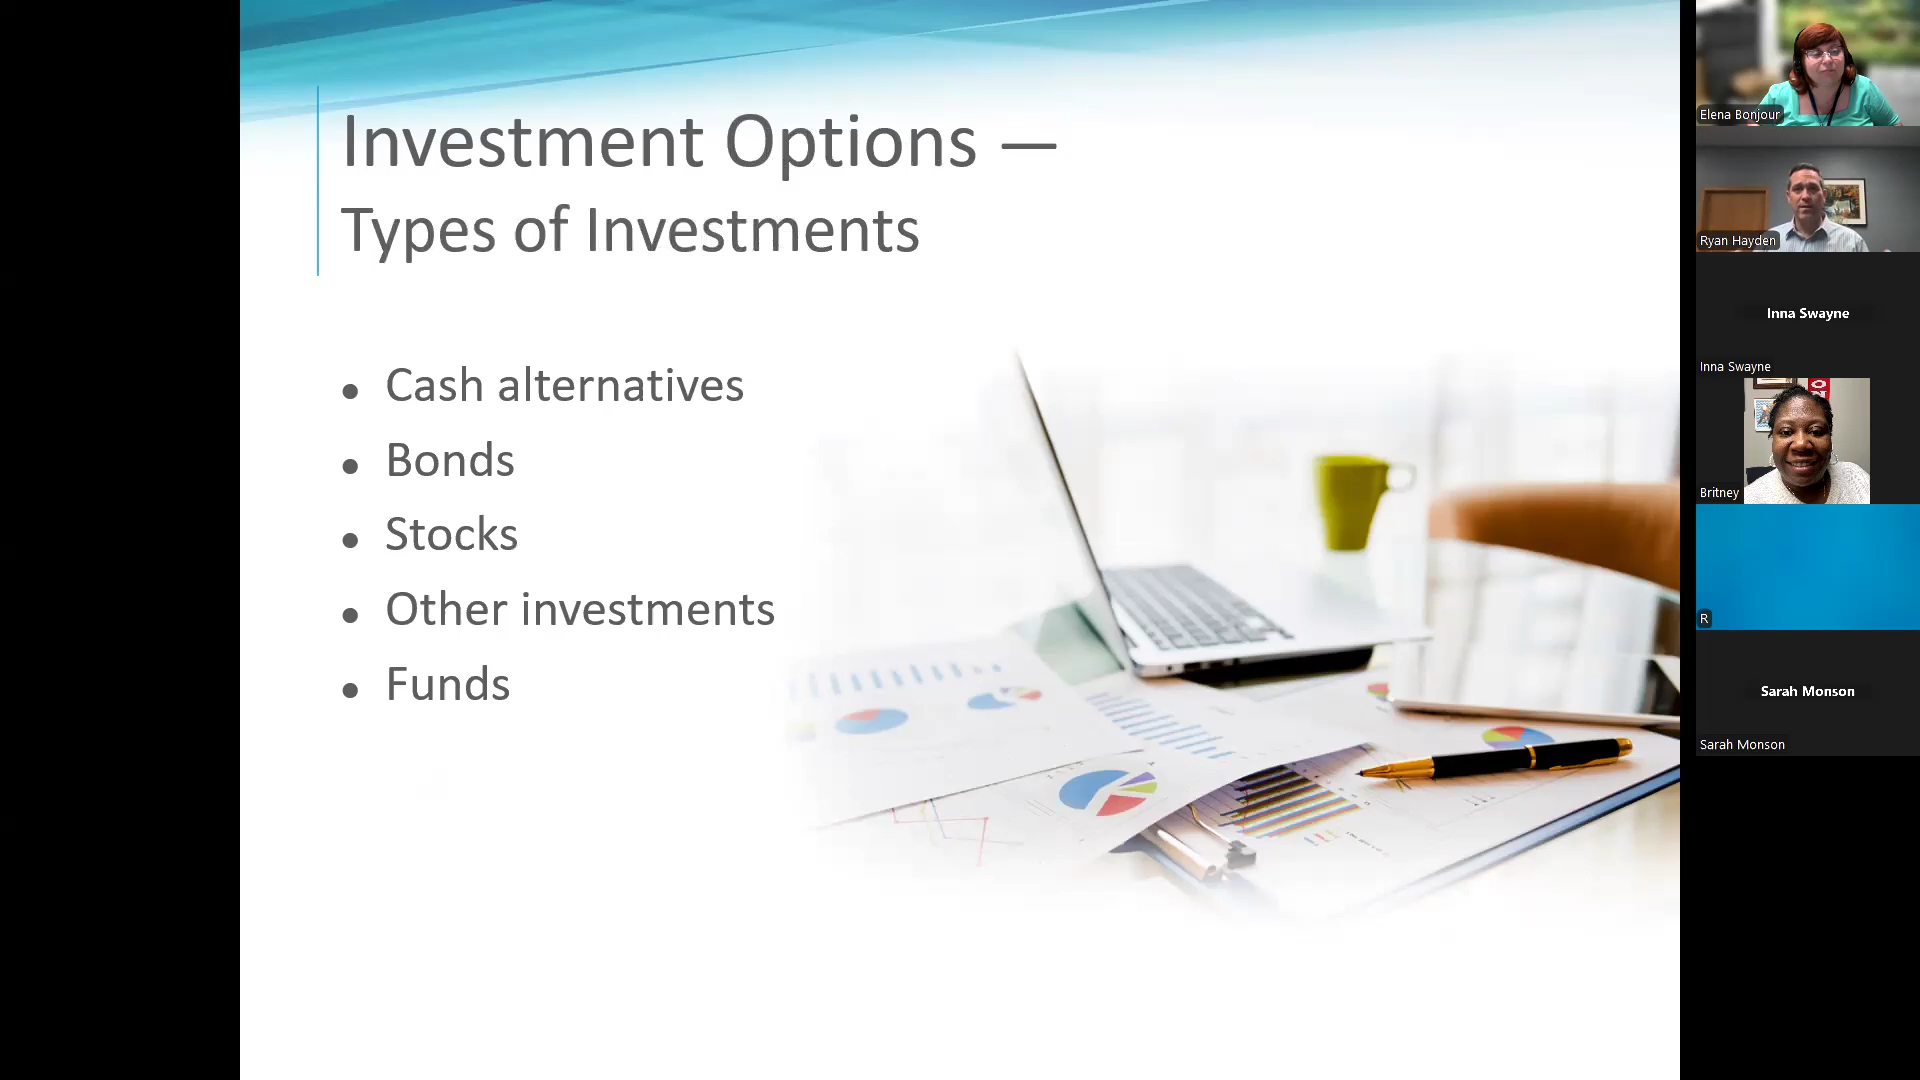 Investment Options —
Types of Investments
● Cash alternatives
● Bonds
● Stocks
● Other investments
● Funds
Elena Bonjour
Ryan Hayden
Inna Swayne
Inna Swayne
Britney
R
Sarah Monson
Sarah Monson